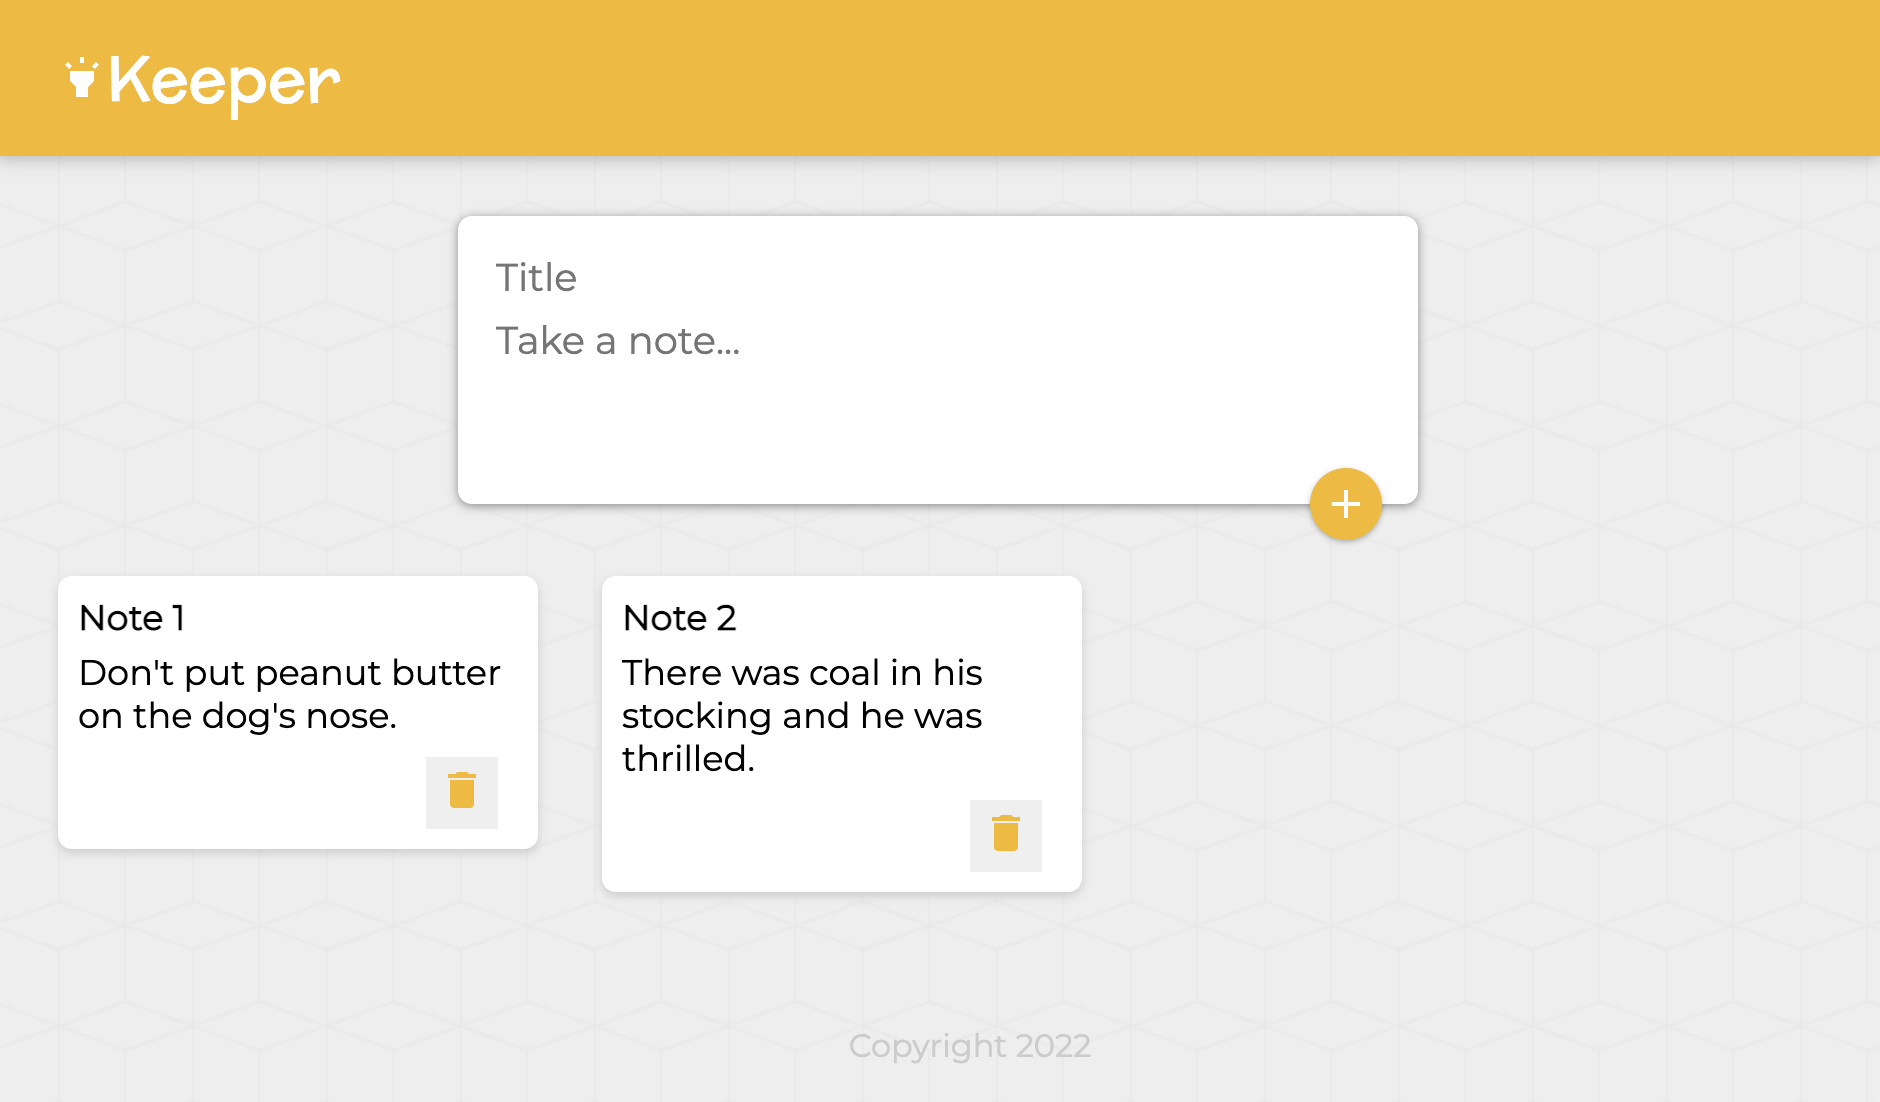 Keeper
Title
Take a note...
Note 1
Don't put peanut butter
on the dog's nose.
Note 2
There was coal in his
stocking and he was
thrilled.
Copyright 2022